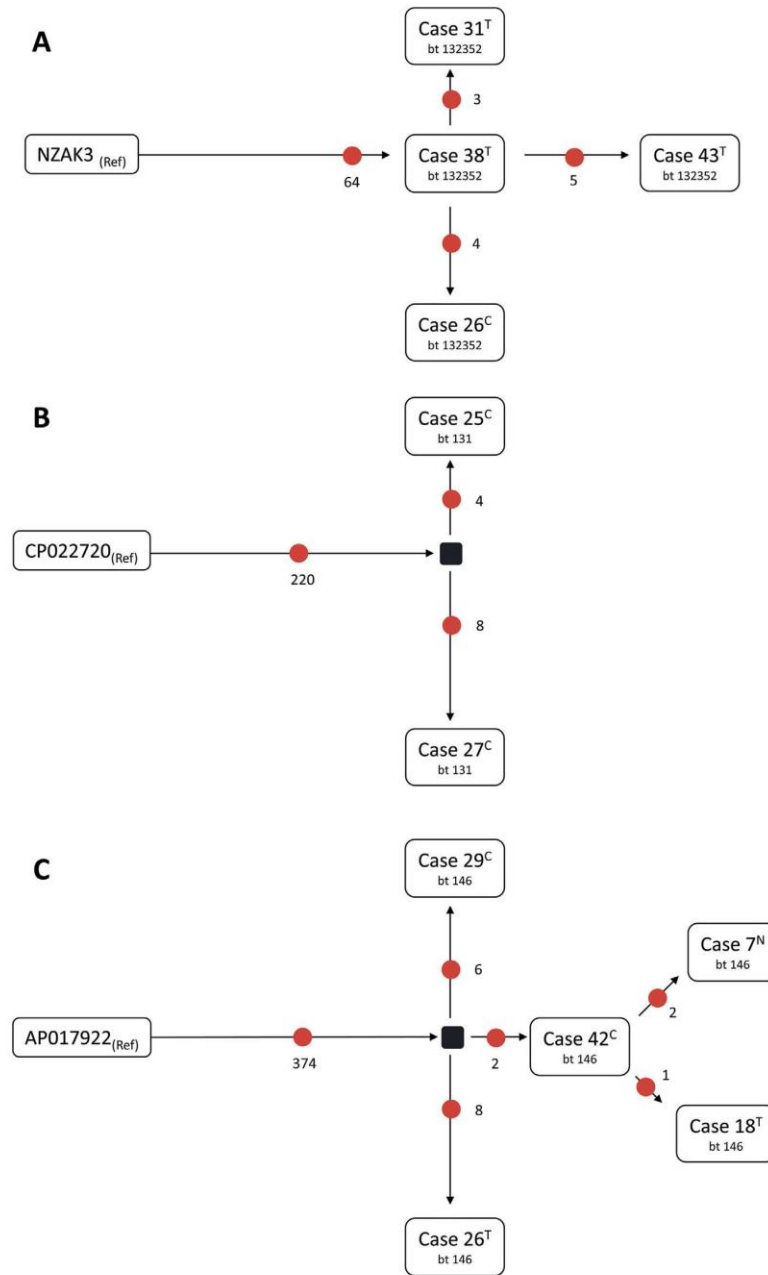 A
Case 31ᵀ
bt 132352
3
NZAK3 (Ref)
64
Case 38ᵀ
bt 132352
5
Case 43ᵀ
bt 132352
4
Case 26ᶜ
bt 132352
B
Case 25ᶜ
bt 131
4
CP022720(Ref)
220
8
Case 27ᶜ
bt 131
C
Case 29ᶜ
bt 146
6
AP017922(Ref)
374
2
Case 42ᶜ
bt 146
2
Case 7ᴺ
bt 146
1
Case 18ᵀ
bt 146
8
Case 26ᵀ
bt 146